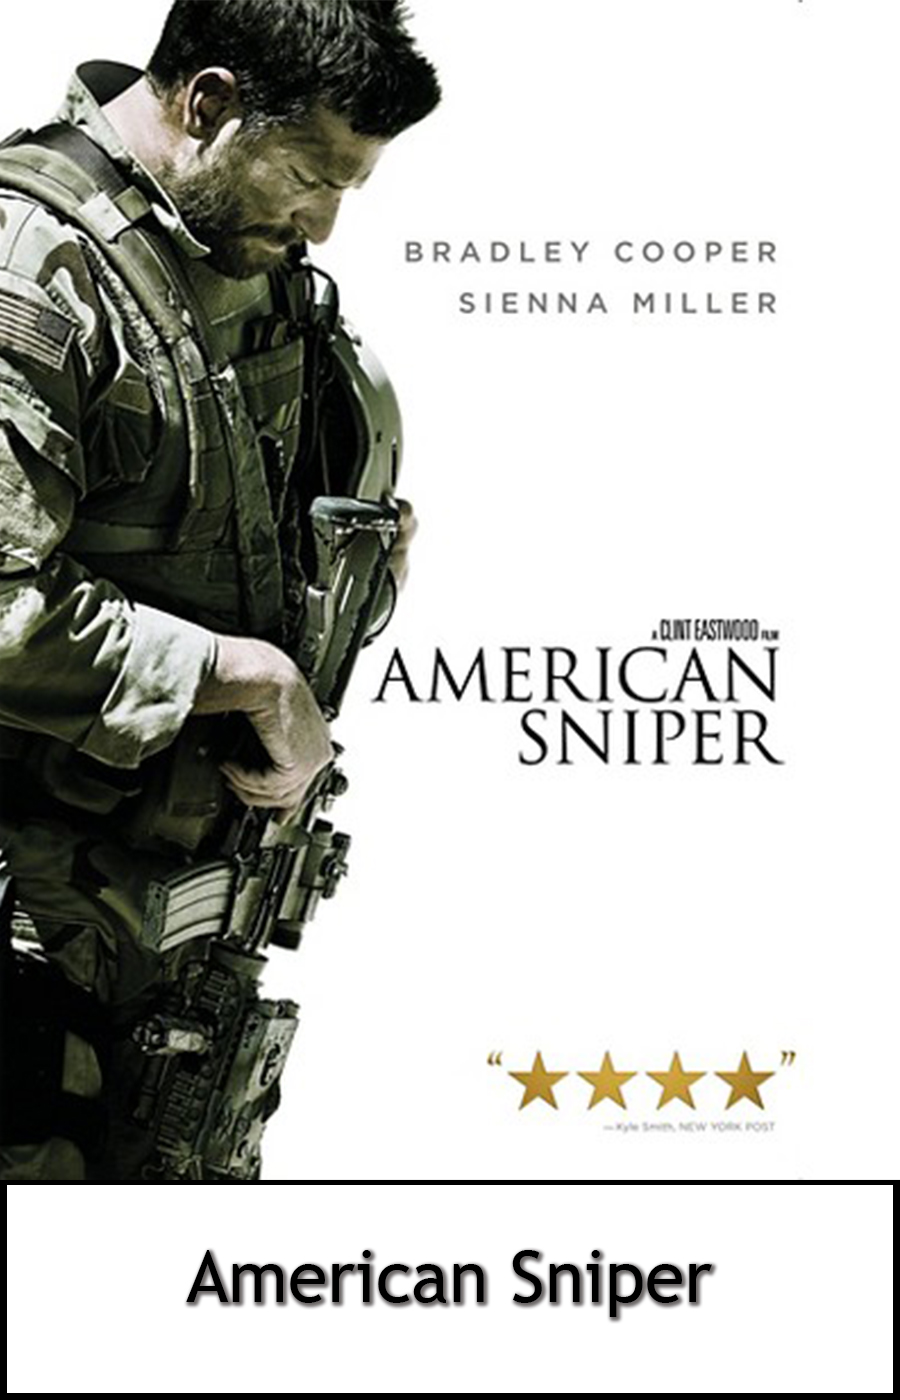 BRADLEY COOPER
SIENNA MILLER
A CLINT EASTWOOD FILM
AMERICAN
SNIPER
“★★★★”
—Kyle Smith, NEW YORK POST
American Sniper